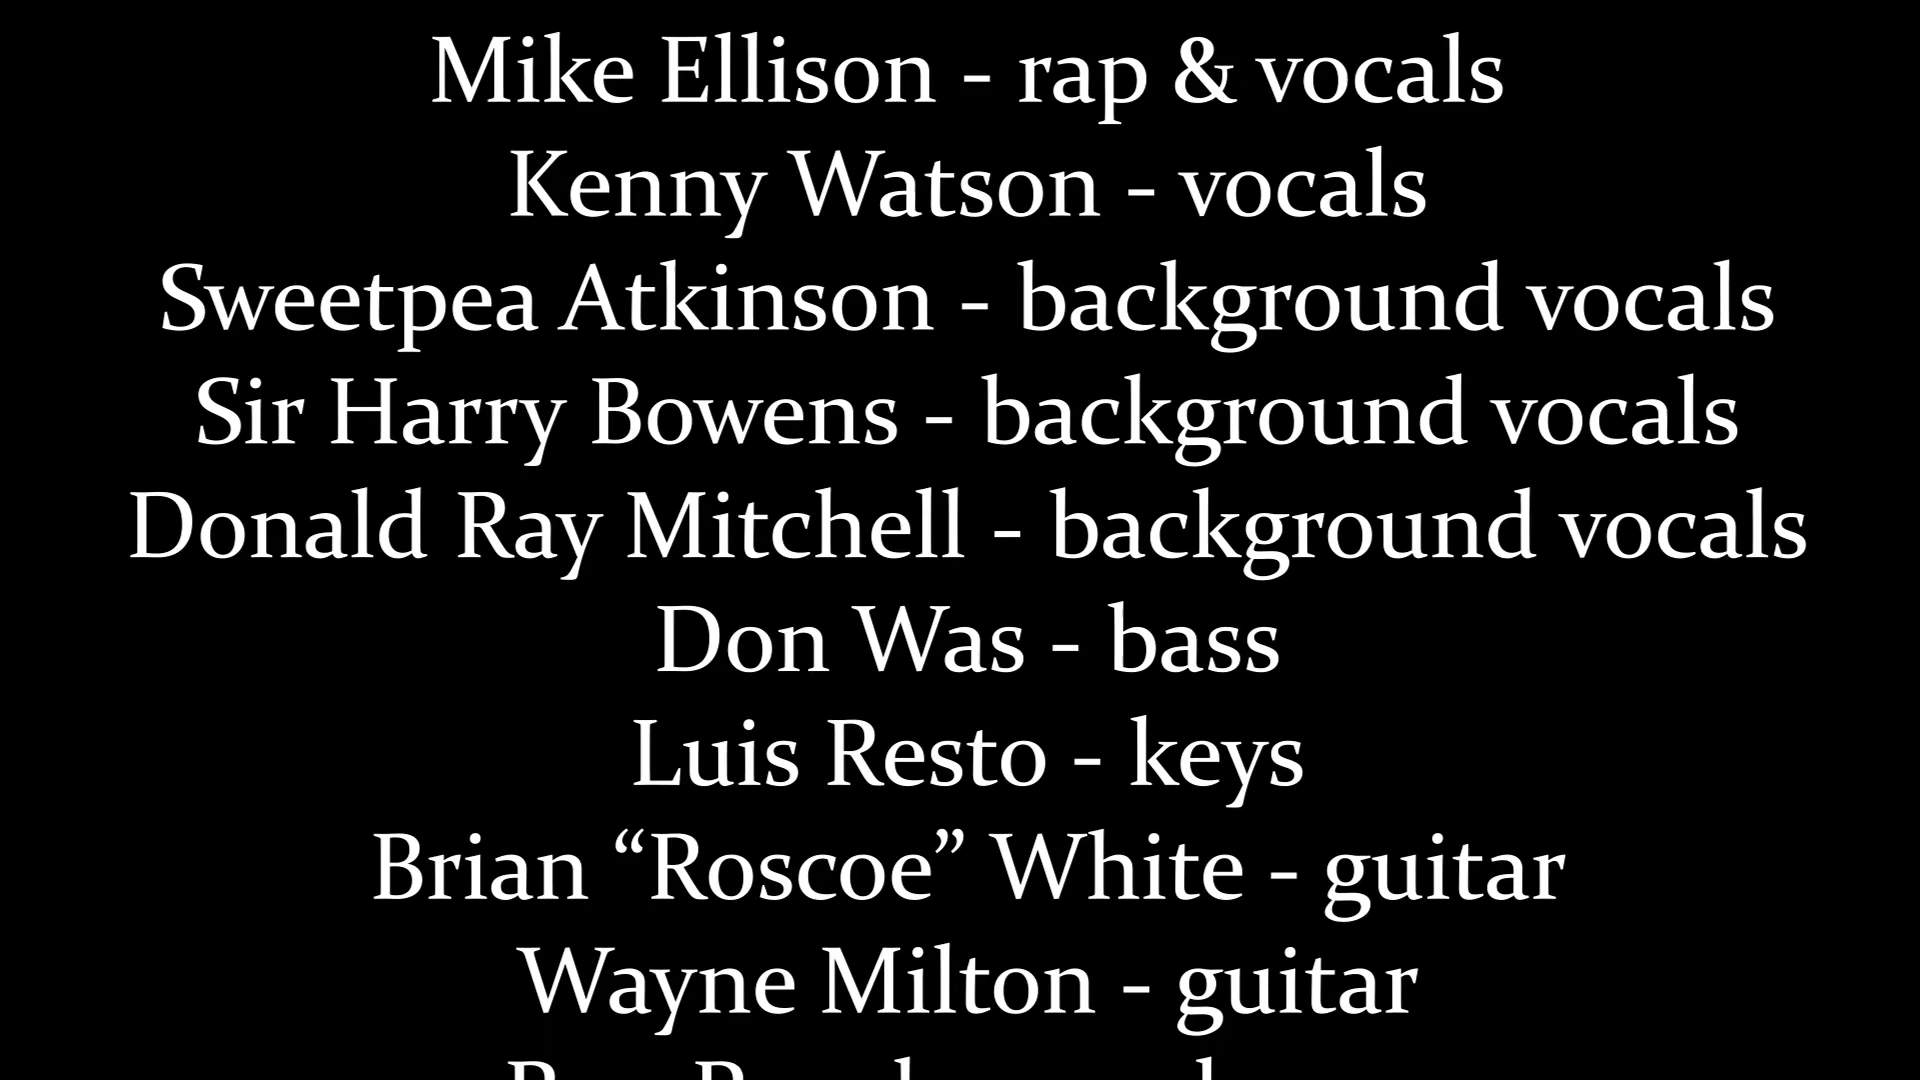 Mike Ellison - rap & vocals
Kenny Watson - vocals
Sweetpea Atkinson - background vocals
Sir Harry Bowens - background vocals
Donald Ray Mitchell - background vocals
Don Was - bass
Luis Resto - keys
Brian “Roscoe” White - guitar
Wayne Milton - guitar